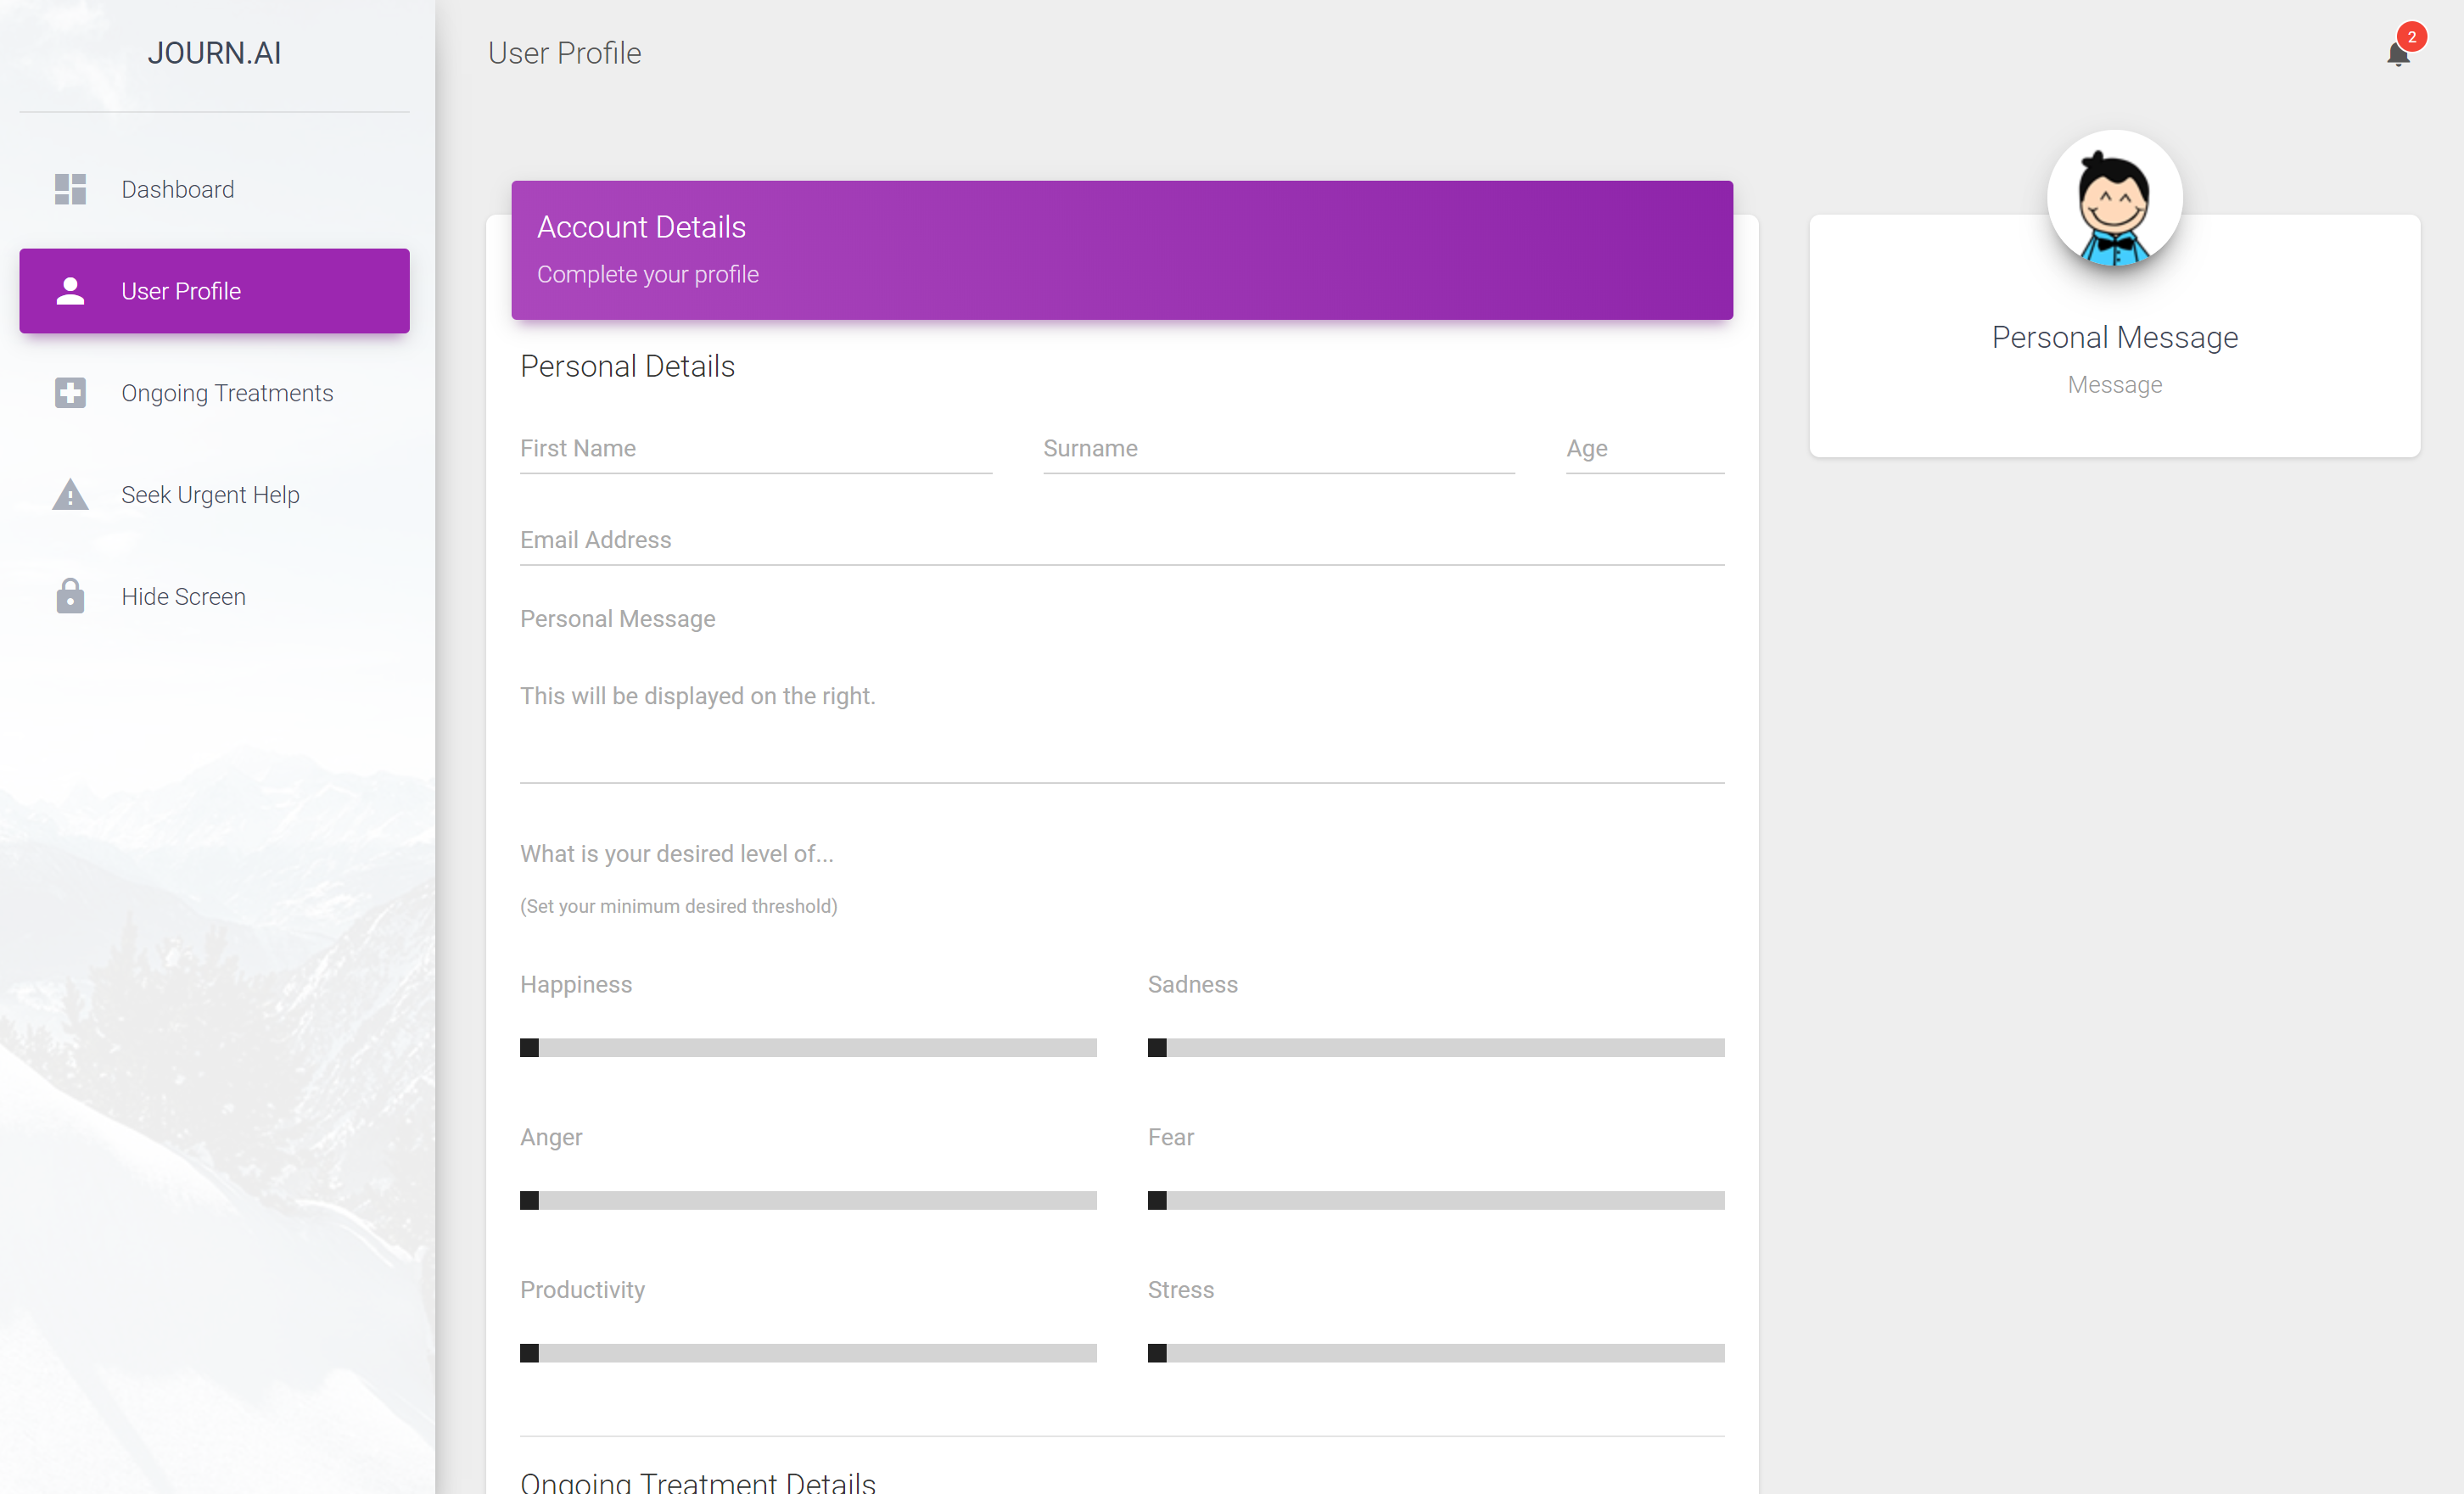 JOURN.AI
Dashboard
User Profile
Ongoing Treatments
Seek Urgent Help
Hide Screen
User Profile
2
Account Details
Complete your profile
Personal Details
First Name
Surname
Age
Email Address
Personal Message
This will be displayed on the right.
What is your desired level of...
(Set your minimum desired threshold)
Happiness
Sadness
Anger
Fear
Productivity
Stress
Ongoing Treatment Details
Personal Message
Message